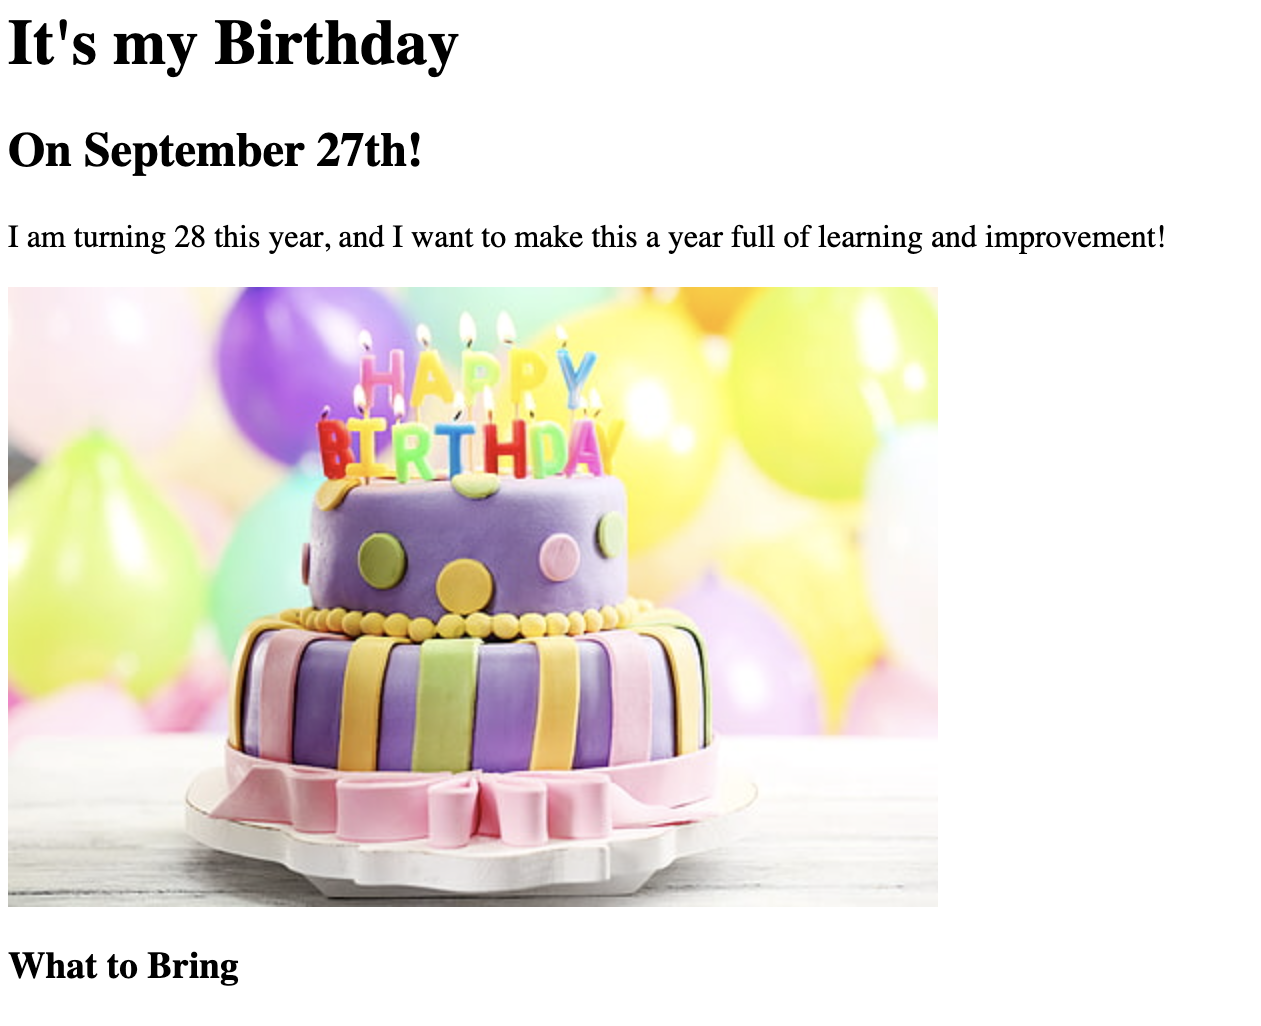 It's my Birthday
On September 27th!
I am turning 28 this year, and I want to make this a year full of learning and improvement!
HAPPY
BIRTHDAY
What to Bring